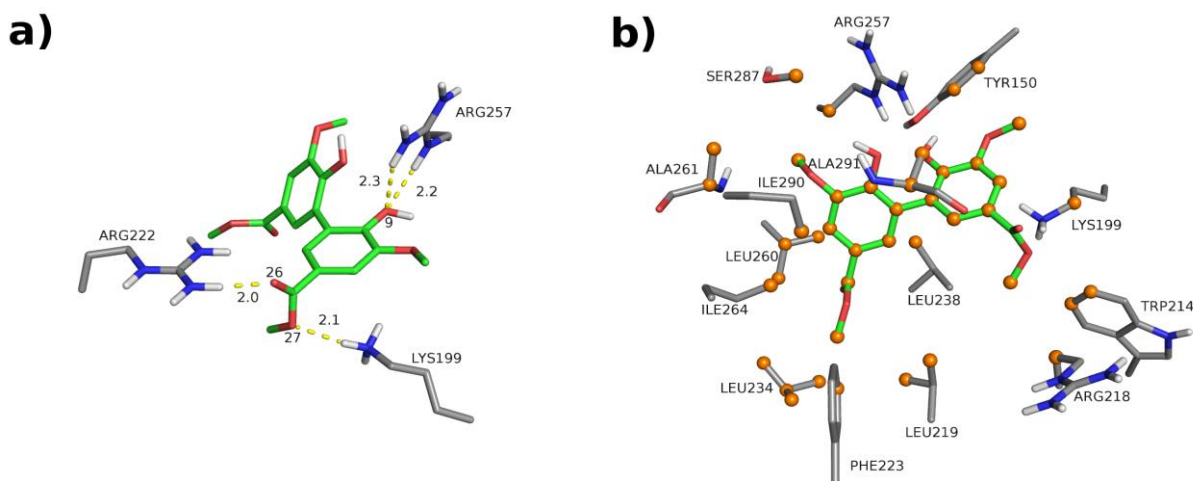 a)
ARG257
2.3
2.2
9
ARG222
26
2.0
2.1
27
LYS199
b)
ARG257
SER287
TYR150
ALA261
ALA291
ILE290
LYS199
LEU260
LEU238
ILE264
TRP214
LEU234
ARG218
LEU219
PHE223